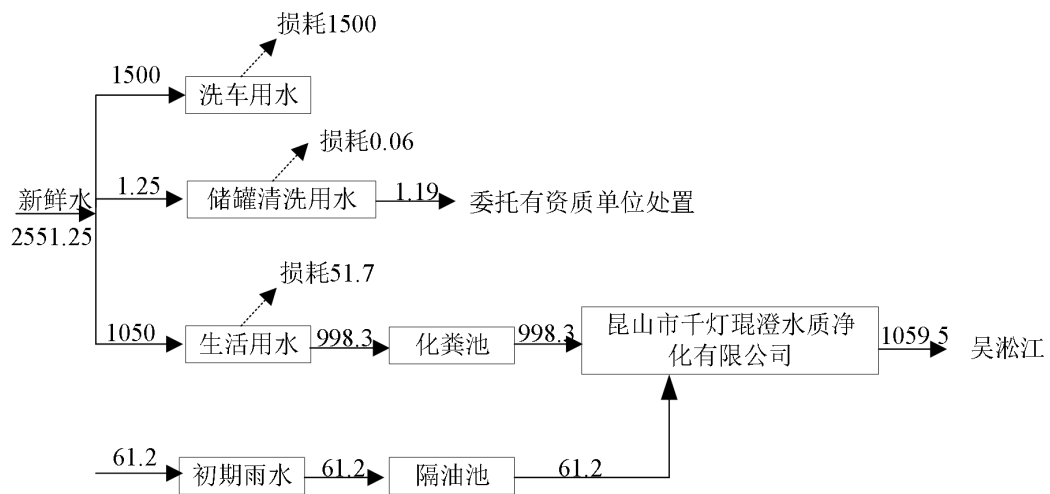 损耗1500
1500
洗车用水
损耗0.06
新鲜水
1.25
储罐清洗用水
1.19
委托有资质单位处置
2551.25
损耗51.7
1050
生活用水
998.3
化粪池
998.3
昆山市千灯琨澄水质净
化有限公司
1059.5
吴淞江
61.2
初期雨水
61.2
隔油池
61.2